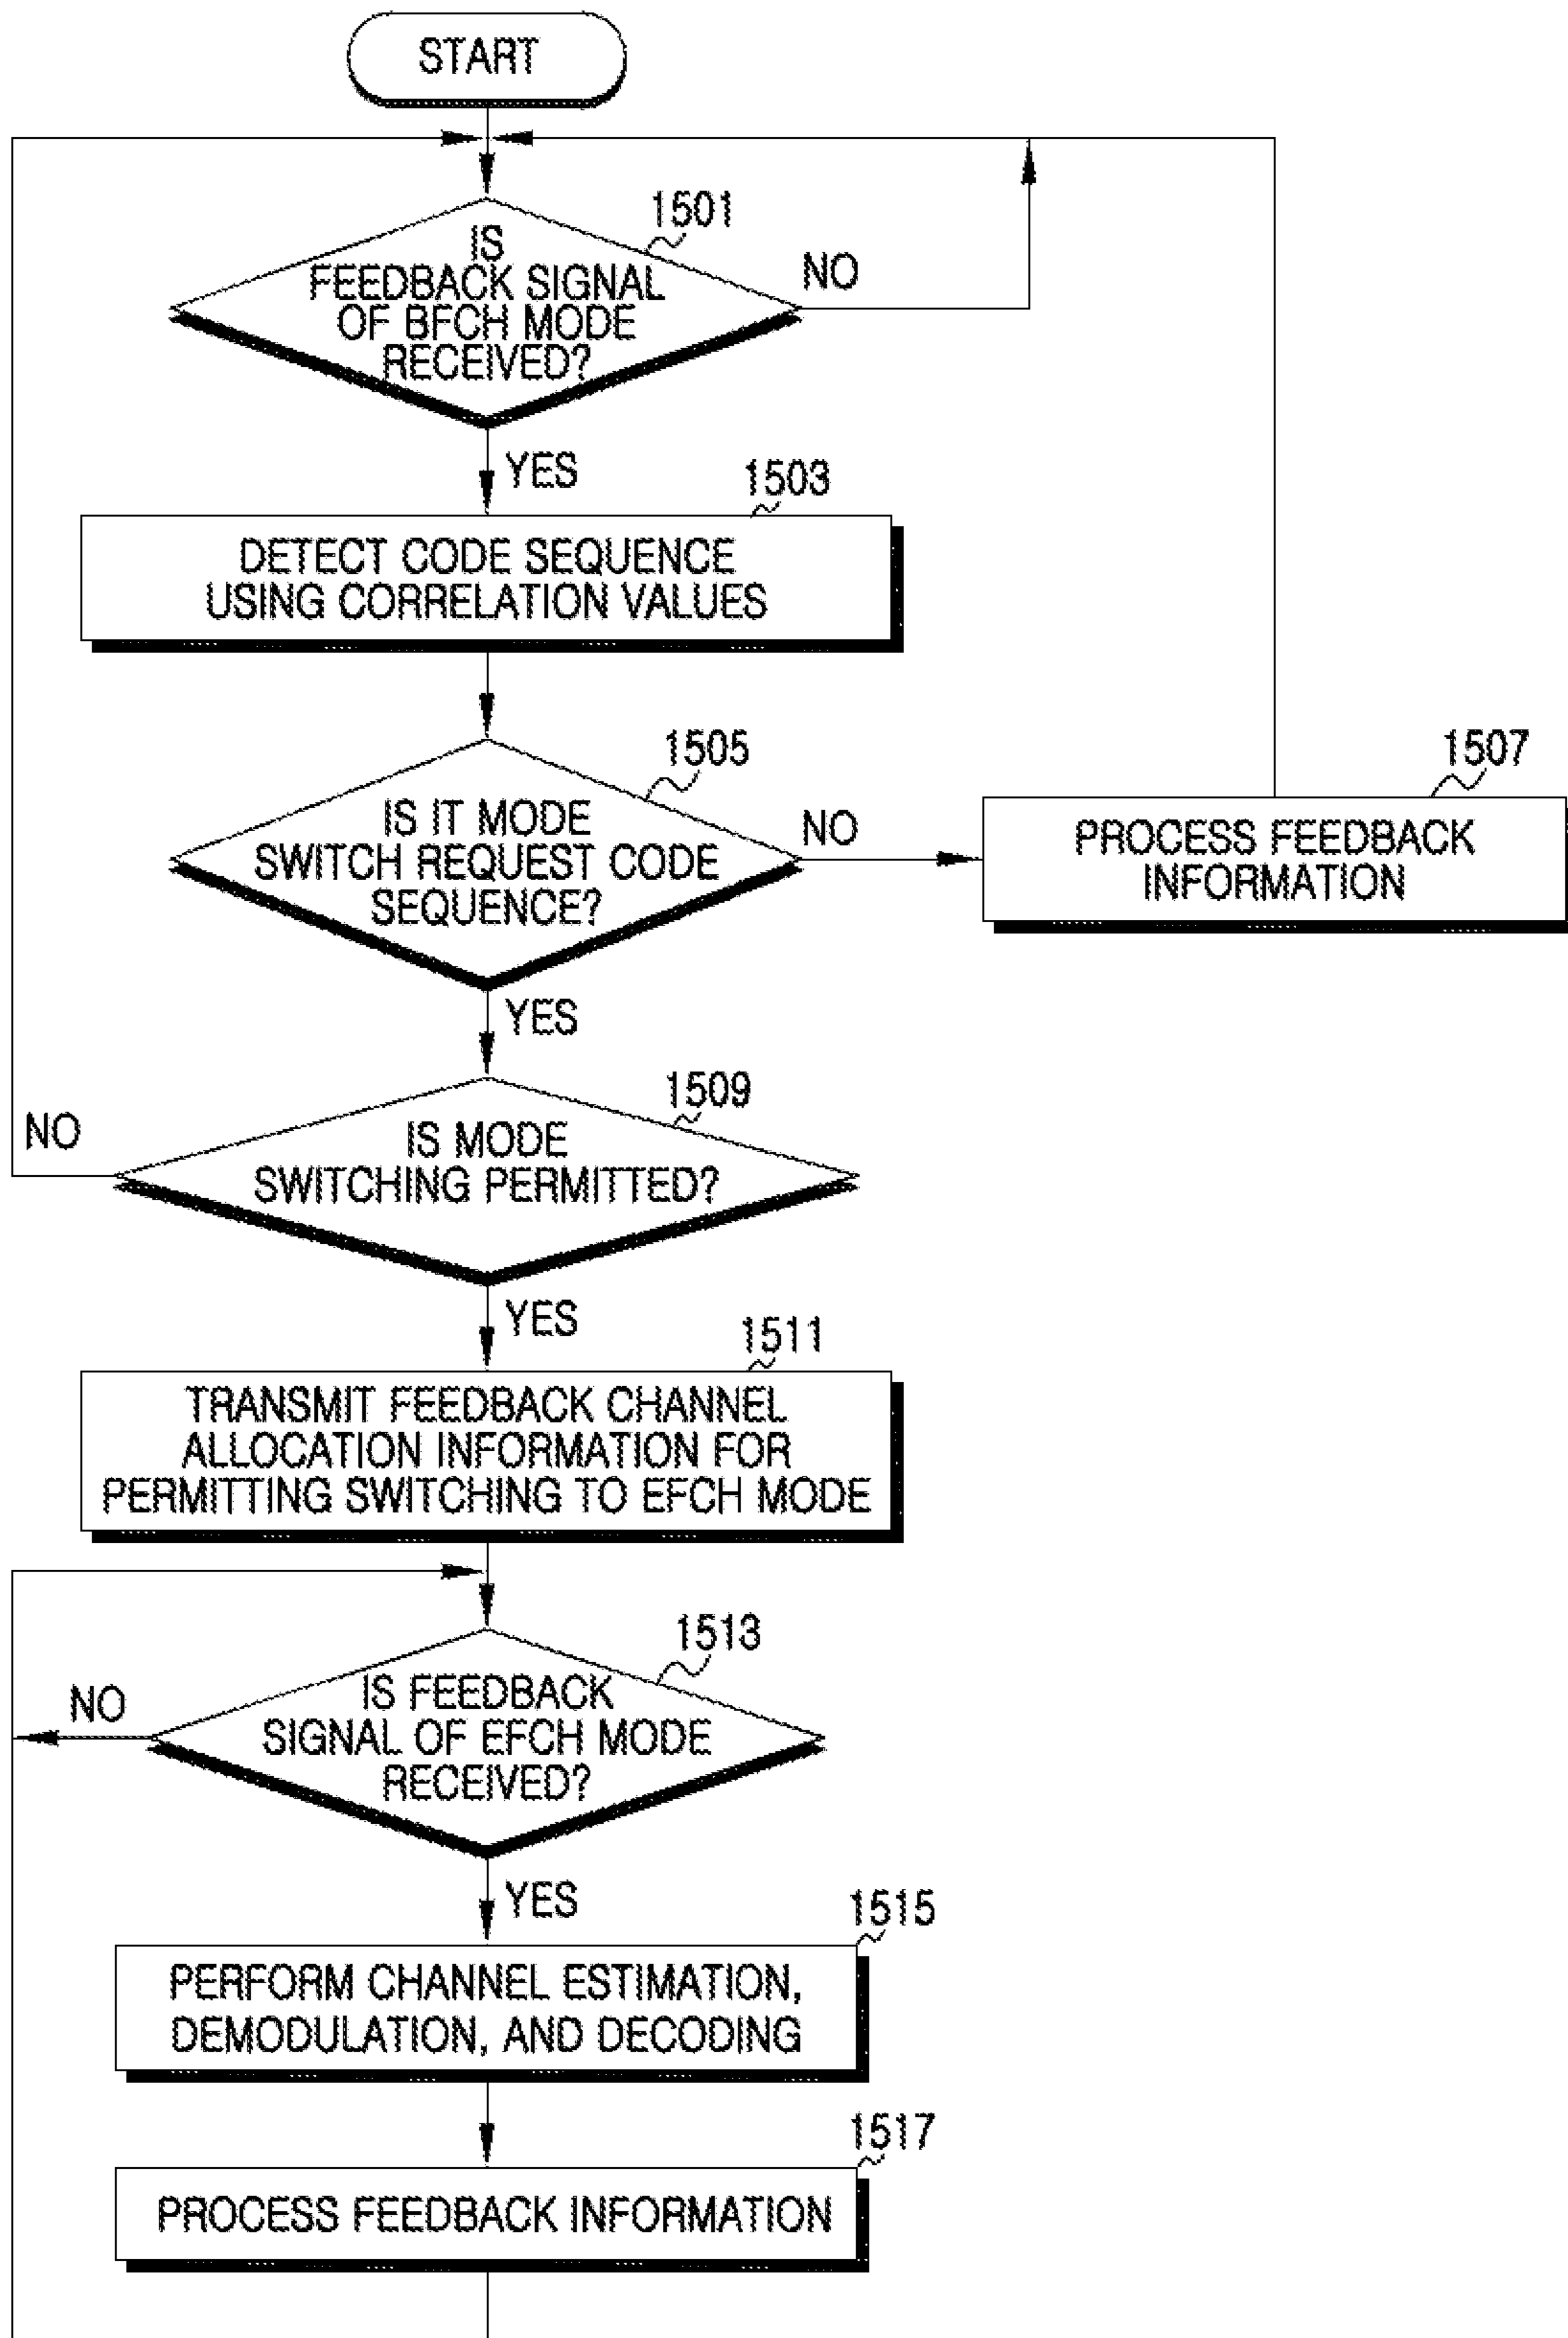 START
1501
IS
FEEDBACK SIGNAL
OF BFCH MODE
RECEIVED?
NO
YES
1503
DETECT CODE SEQUENCE
USING CORRELATION VALUES
1505
IS IT MODE
SWITCH REQUEST CODE
SEQUENCE?
NO
1507
PROCESS FEEDBACK
INFORMATION
YES
1509
IS MODE
SWITCHING PERMITTED?
NO
YES
1511
TRANSMIT FEEDBACK CHANNEL
ALLOCATION INFORMATION FOR
PERMITTING SWITCHING TO EFCH MODE
1513
IS FEEDBACK
SIGNAL OF EFCH MODE
RECEIVED?
NO
YES
1515
PERFORM CHANNEL ESTIMATION,
DEMODULATION, AND DECODING
1517
PROCESS FEEDBACK INFORMATION